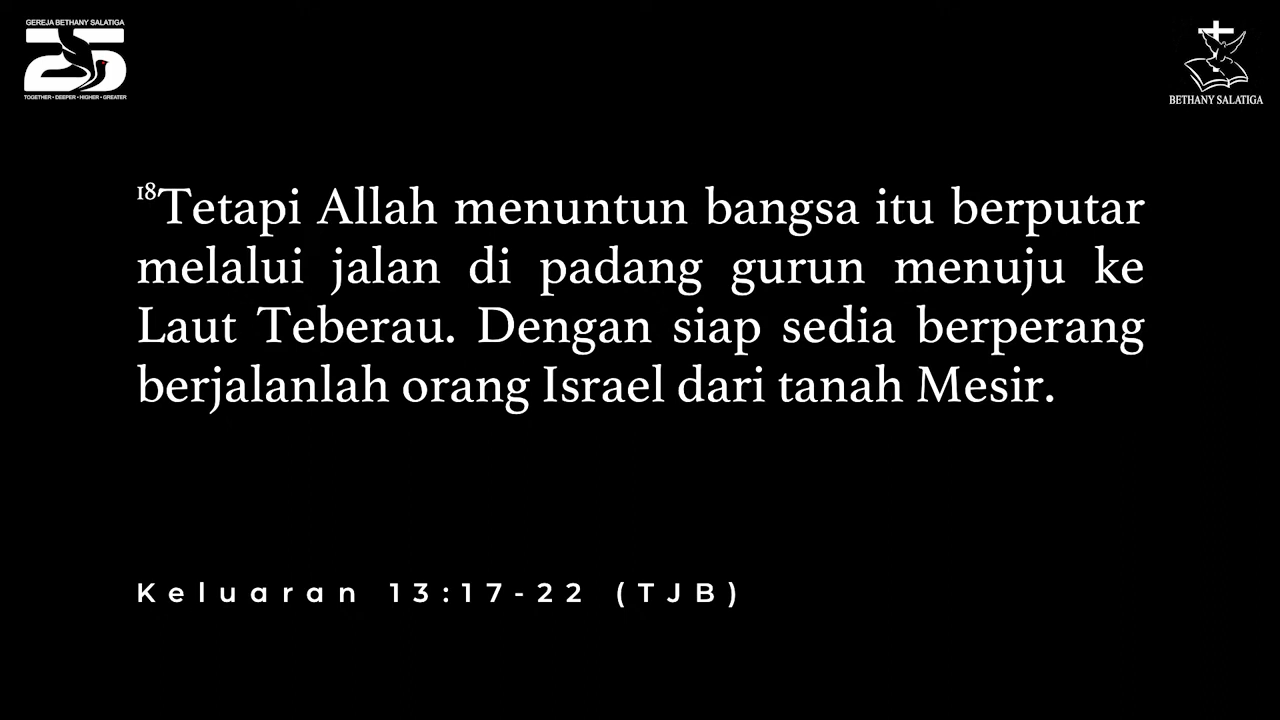 GEREJA BETHANY SALATIGA
25
TOGETHER • DEEPER • HIGHER • GREATER
BETHANY SALATIGA
18Tetapi Allah menuntun bangsa itu berputar
melalui jalan di padang gurun menuju ke
Laut Teberau. Dengan siap sedia berperang
berjalanlah orang Israel dari tanah Mesir.
Keluaran 13:17-22 (TJB)